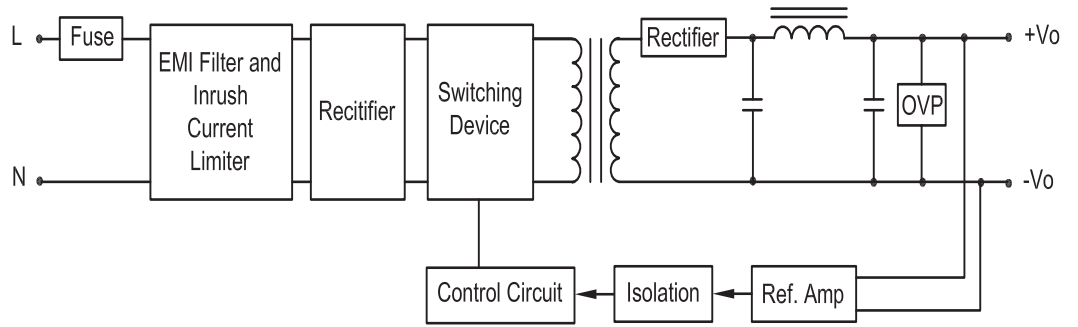 L
Fuse
EMI Filter and
Inrush
Current
Limiter
Recitifier
Switching
Device
Rectifier
OVP
+Vo
N
-Vo
Control Circuit
Isolation
Ref. Amp